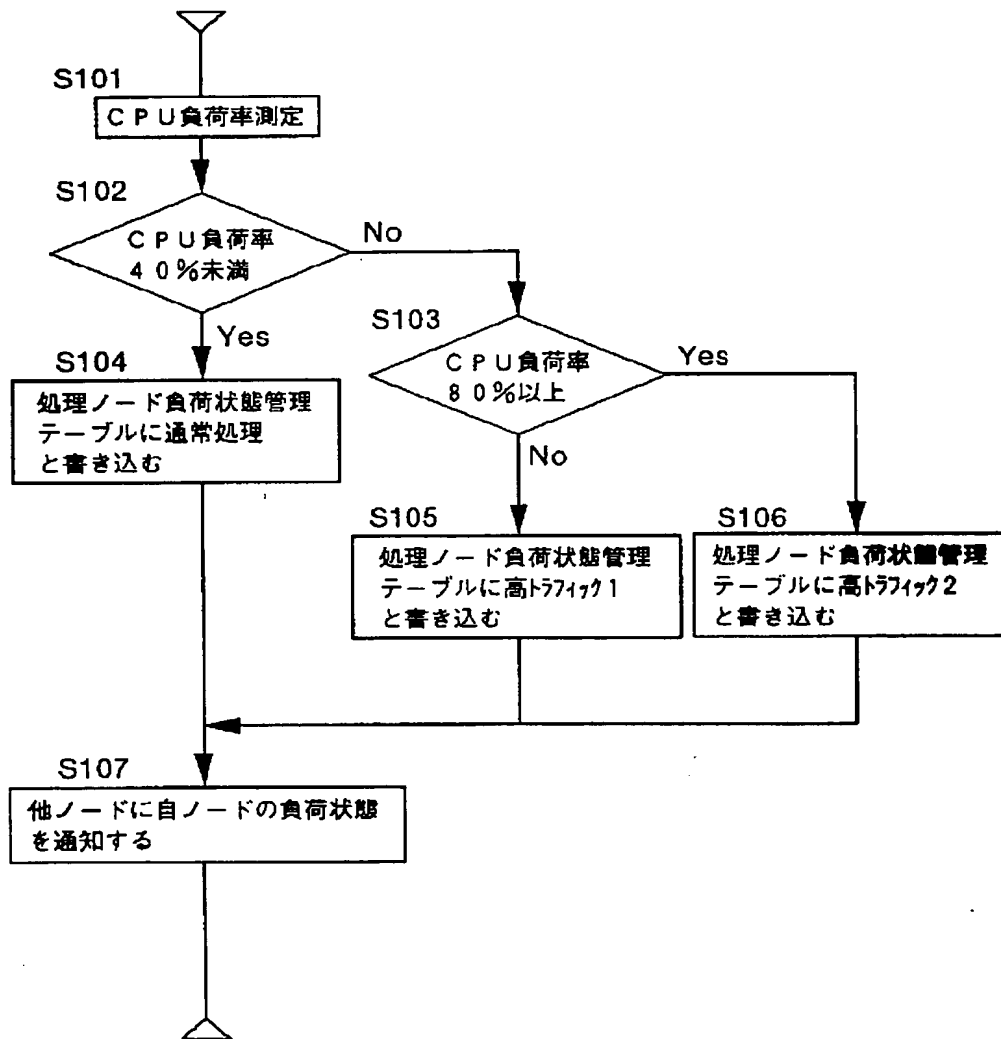 S101
CPU負荷率測定
S102
CPU負荷率
40%未満
No
Yes
S103
CPU負荷率
80%以上
Yes
No
S104
処理ノード負荷状態管理
テーブルに通常処理
と書き込む
S105
処理ノード負荷状態管理
テーブルに高トラフィック1
と書き込む
S106
処理ノード負荷状態管理
テーブルに高トラフィック2
と書き込む
S107
他ノードに自ノードの負荷状態
を通知する